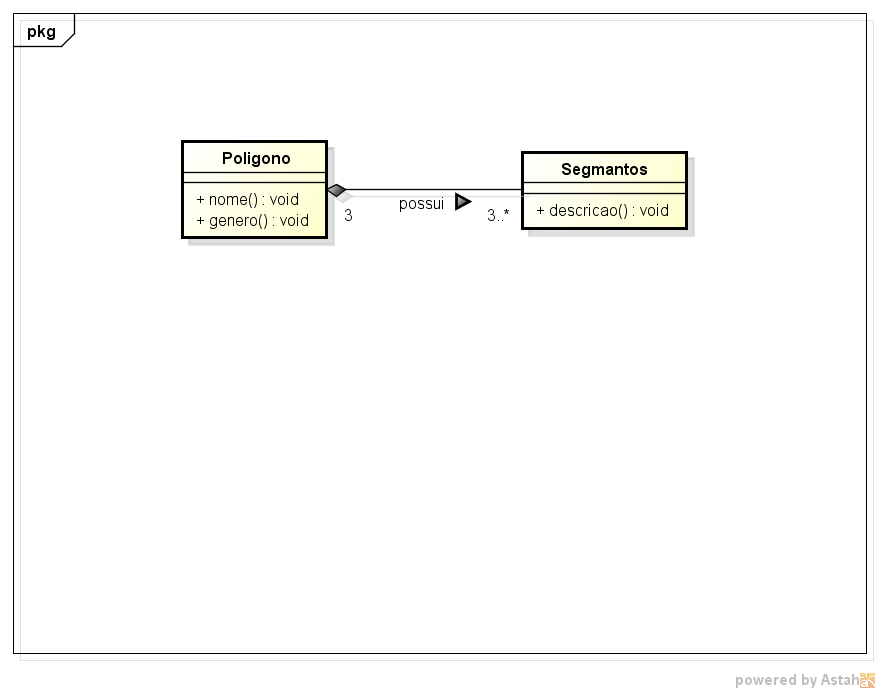 pkg
Poligono
+ nome() : void
+ genero() : void
3
possui
3..*
Segmantos
+ descricao() : void
powered by Astah